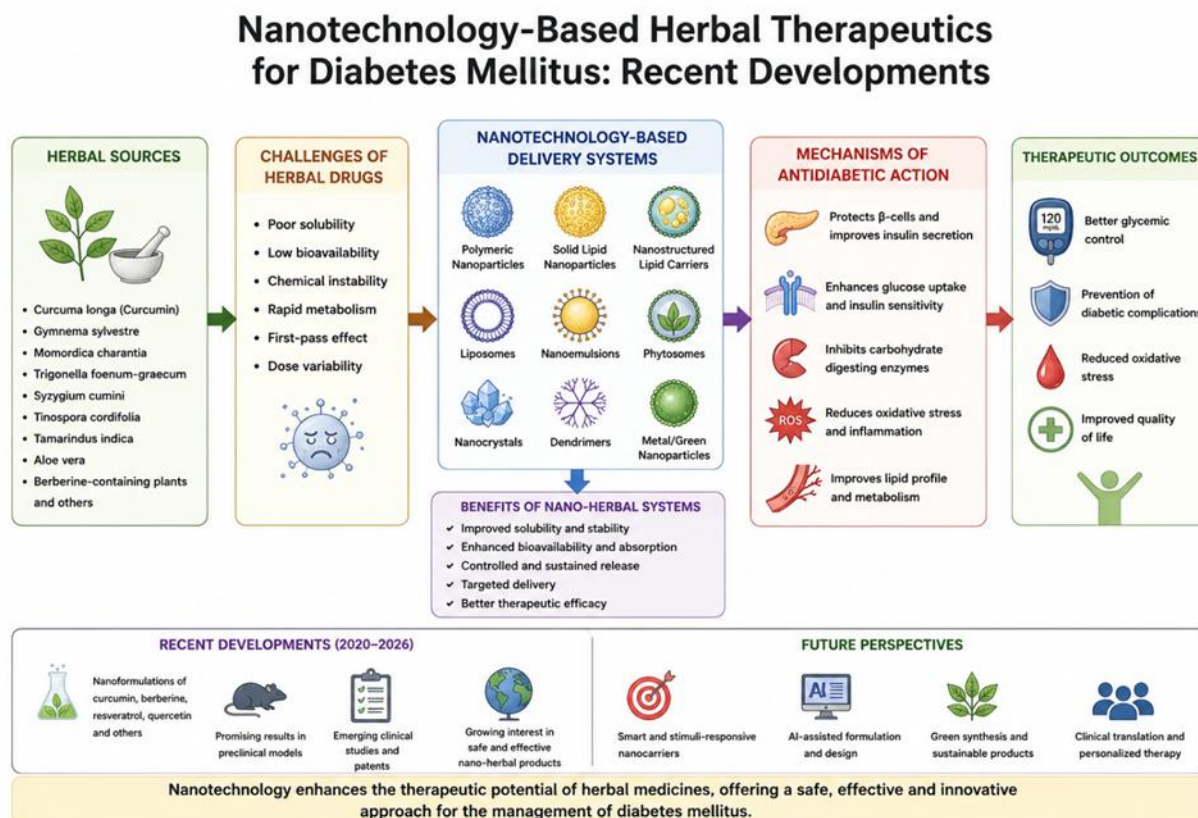 Nanotechnology-Based Herbal Therapeutics
for Diabetes Mellitus: Recent Developments
HERBAL SOURCES
• Curcuma longa (Curcumin)
• Gymnema sylvestre
• Momordica charantia
• Trigonella foenum-graecum
• Syzygium cumini
• Tinospora cordifolia
• Tamarindus indica
• Aloe vera
• Berberine-containing plants
and others
CHALLENGES OF
HERBAL DRUGS
• Poor solubility
• Low bioavailability
• Chemical instability
• Rapid metabolism
• First-pass effect
• Dose variability
NANOTECHNOLOGY-BASED
DELIVERY SYSTEMS
Polymeric
Nanoparticles
Solid Lipid
Nanoparticles
Nanostructured
Lipid Carriers
Liposomes
Nanoemulsions
Phytosomes
Nanocrystals
Dendrimers
Metal/Green
Nanoparticles
BENEFITS OF NANO-HERBAL SYSTEMS
✓ Improved solubility and stability
✓ Enhanced bioavailability and absorption
✓ Controlled and sustained release
✓ Targeted delivery
✓ Better therapeutic efficacy
MECHANISMS OF
ANTIDIABETIC ACTION
Protects β-cells and
improves insulin secretion
Enhances glucose uptake
and insulin sensitivity
Inhibits carbohydrate
digesting enzymes
ROS
Reduces oxidative stress
and inflammation
Improves lipid profile
and metabolism
THERAPEUTIC OUTCOMES
120
mg/dL
Better glycemic
control
Prevention of
diabetic complications
Reduced oxidative
stress
Improved quality
of life
RECENT DEVELOPMENTS (2020–2026)
Nanoformulations of
curcumin, berberine,
resveratrol, quercetin
and others
Promising results in
preclinical models
Emerging clinical
studies and
patents
Growing interest in
safe and effective
nano-herbal products
FUTURE PERSPECTIVES
Smart and stimuli-responsive
nanocarriers
AI
AI-assisted formulation
and design
Green synthesis and
sustainable products
Clinical translation and
personalized therapy
Nanotechnology enhances the therapeutic potential of herbal medicines, offering a safe, effective and innovative
approach for the management of diabetes mellitus.